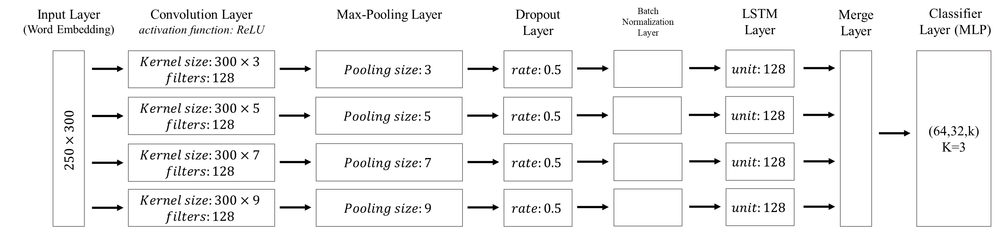 Input Layer
(Word Embedding)
Convolution Layer
activation function: ReLU
Max-Pooling Layer
Dropout
Layer
Batch
Normalization
Layer
LSTM
Layer
Merge
Layer
Classifier
Layer (MLP)
250 × 300
Kernel size: 300 × 3
filters: 128
Pooling size: 3
rate: 0.5
unit: 128
Kernel size: 300 × 5
filters: 128
Pooling size: 5
rate: 0.5
unit: 128
Kernel size: 300 × 7
filters: 128
Pooling size: 7
rate: 0.5
unit: 128
Kernel size: 300 × 9
filters: 128
Pooling size: 9
rate: 0.5
unit: 128
(64,32,k)
K=3